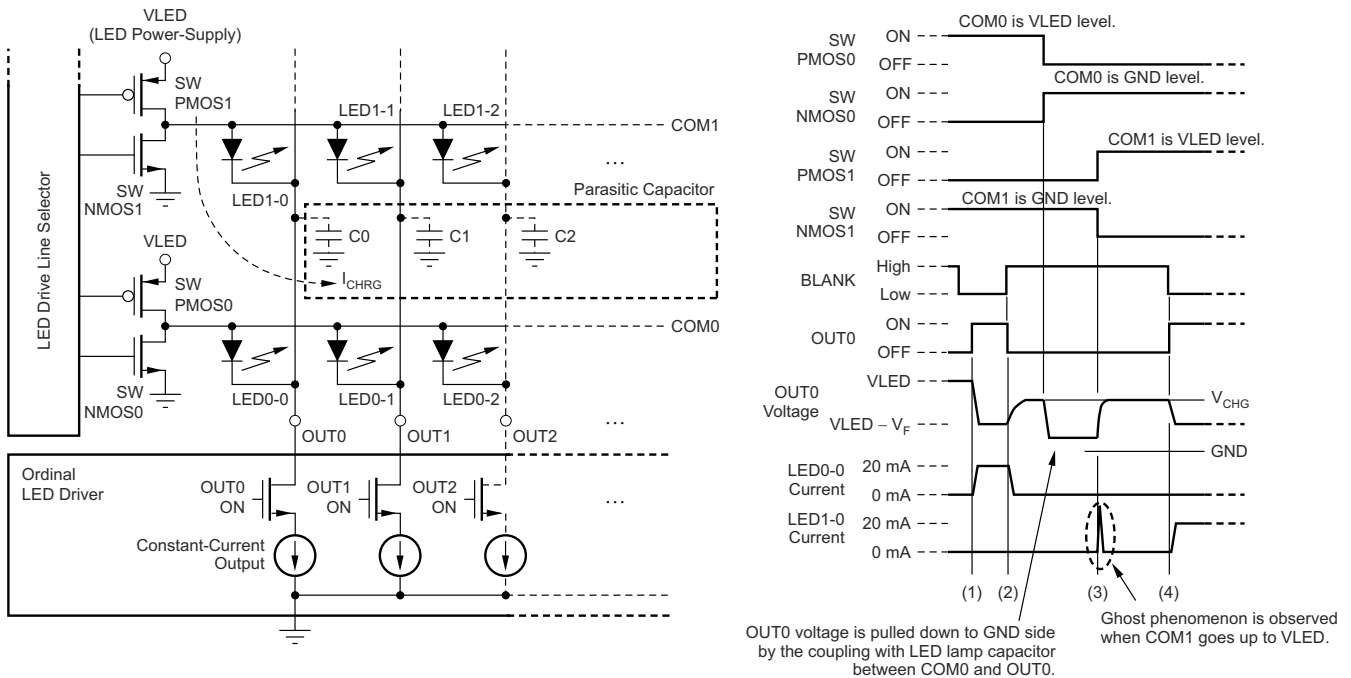 VLED
(LED Power-Supply)
LED Drive Line Selector
SW
PMOS1
SW
NMOS1
VLED
SW
PMOS0
SW
NMOS0
LED1-1
LED1-2
COM1
...
LED1-0
Parasitic Capacitor
C0
C1
C2
ICHRG
COM0
LED0-0
LED0-1
LED0-2
OUT0
OUT1
OUT2
...
Ordinal
LED Driver
OUT0
ON
OUT1
ON
OUT2
ON
...
Constant-Current
Output
COM0 is VLED level.
SW
PMOS0
ON
OFF
COM0 is GND level.
SW
NMOS0
ON
OFF
COM1 is VLED level.
SW
PMOS1
ON
OFF
COM1 is GND level.
SW
NMOS1
ON
OFF
BLANK
High
Low
OUT0
ON
OFF
OUT0
Voltage
VLED
VLED – VF
VCHG
GND
LED0-0
Current
20 mA
0 mA
LED1-0
Current
20 mA
0 mA
(1)
(2)
(3)
(4)
OUT0 voltage is pulled down to GND side
by the coupling with LED lamp capacitor
between COM0 and OUT0.
Ghost phenomenon is observed
when COM1 goes up to VLED.